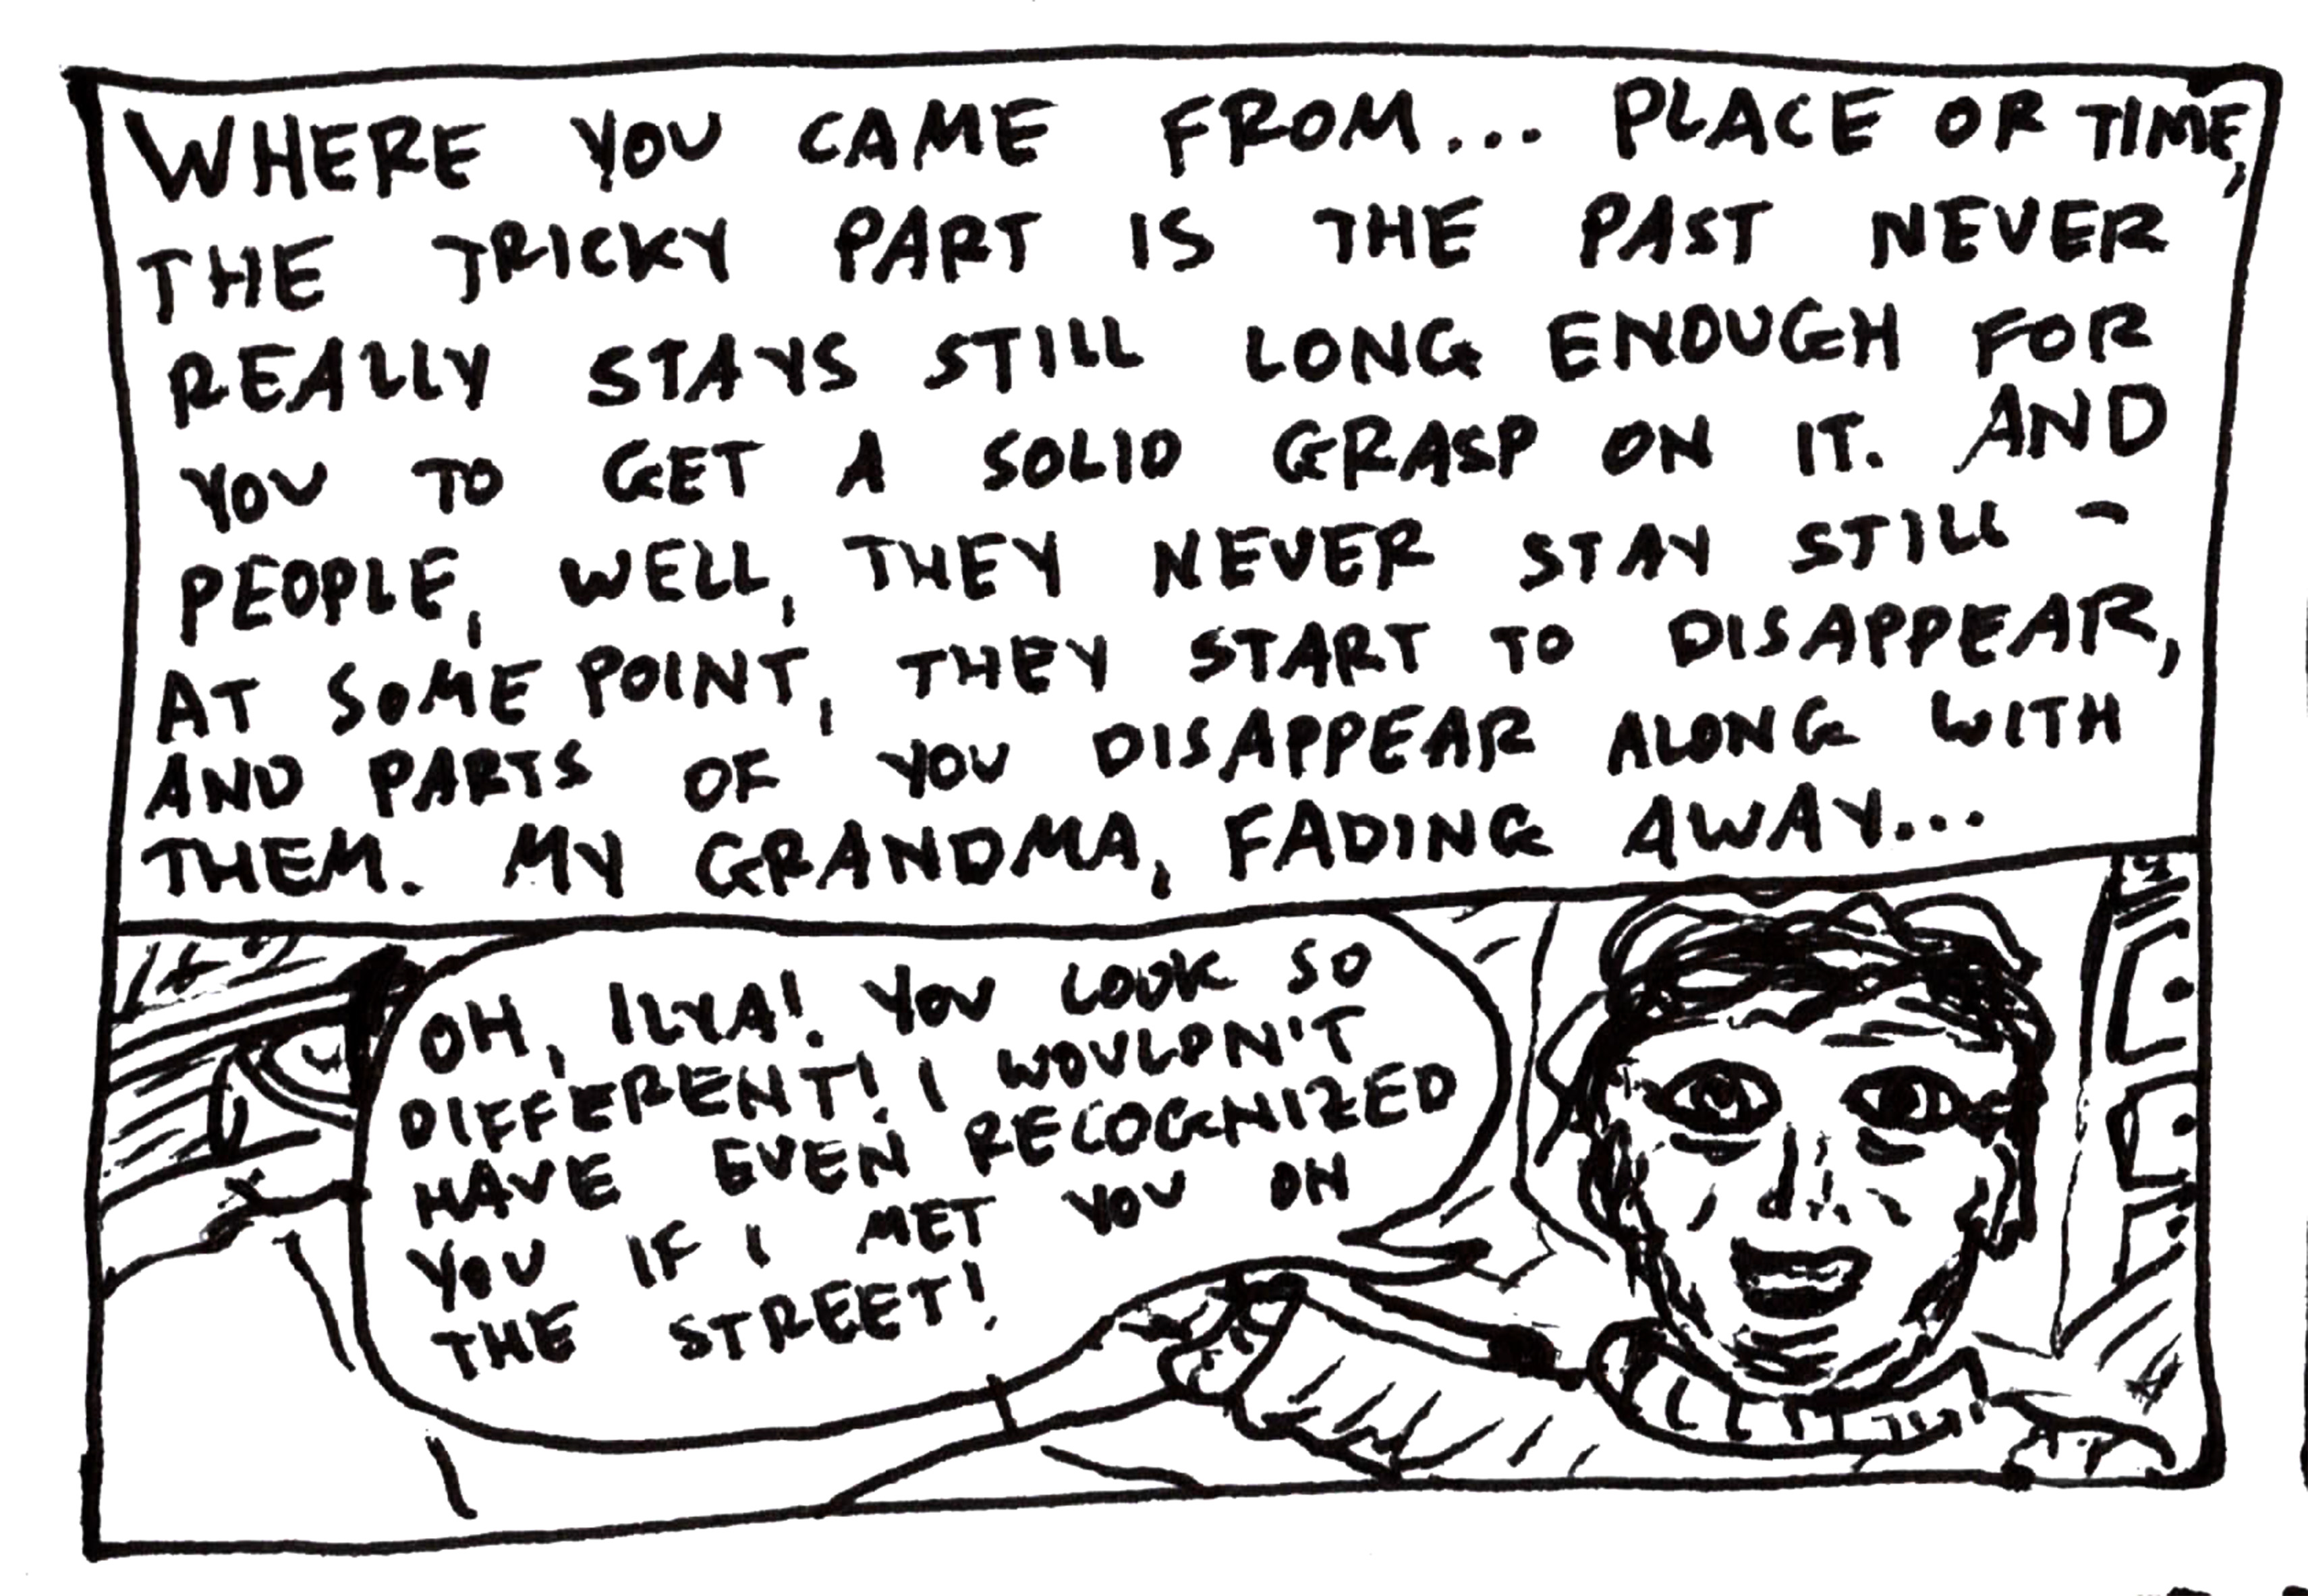 WHERE YOU CAME FROM... PLACE OR TIME,
THE TRICKY PART IS THE PAST NEVER
REALLY STAYS STILL LONG ENOUGH FOR
YOU TO GET A SOLID GRASP ON IT. AND
PEOPLE, WELL, THEY NEVER STAY STILL -
AT SOME POINT, THEY START TO DISAPPEAR,
AND PARTS OF YOU DISAPPEAR ALONG WITH
THEM. MY GRANDMA, FADING AWAY...
OH, ILYA! YOU LOOK SO
DIFFERENT! I WOULDN'T
HAVE EVEN RECOGNIZED
YOU IF I MET YOU ON
THE STREET!